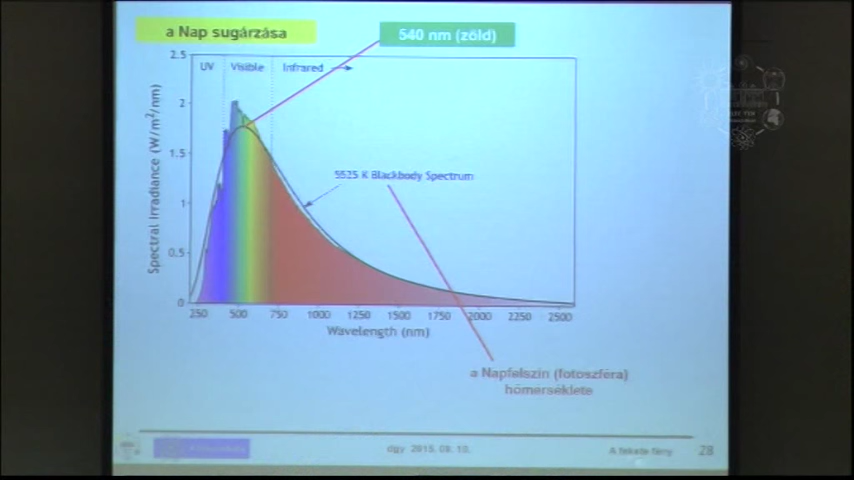 a Nap sugárzása
540 nm (zöld)
2.5
UV
Visible
Infrared
2
1.5
5525 K Blackbody Spectrum
1
0.5
0
Spectral Irradiance (W/m²/nm)
250 500 750 1000 1250 1500 1750 2000 2250 2500
Wavelength (nm)
a Napfelszín (fotoszféra)
hőmérséklete
dgy 2015. 08. 10.
A fekete fény
28